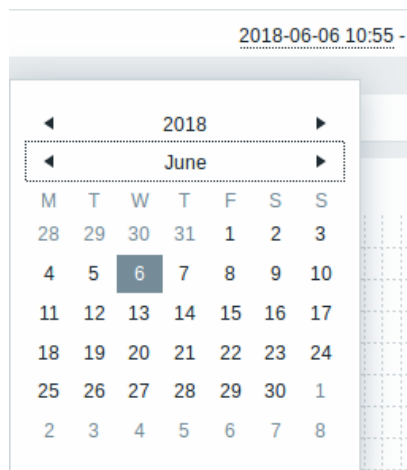 2018-06-06 10:55 -
◀ 2018 ▶
◀ June ▶
M T W T F S S
28 29 30 31 1 2 3
4 5 6 7 8 9 10
11 12 13 14 15 16 17
18 19 20 21 22 23 24
25 26 27 28 29 30 1
2 3 4 5 6 7 8